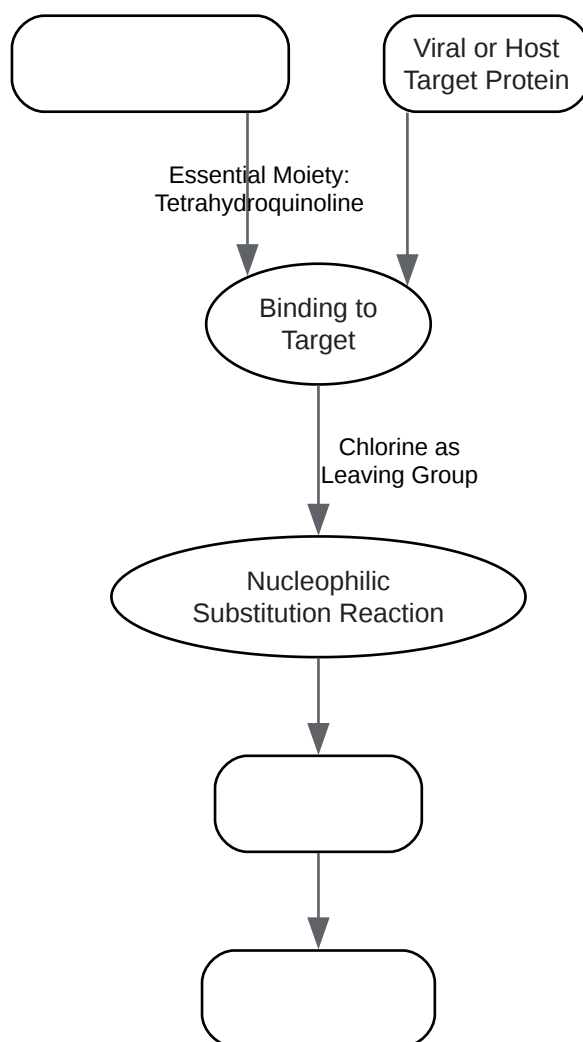 Viral or Host
Target Protein
Essential Moiety:
Tetrahydroquinoline
Binding to
Target
Chlorine as
Leaving Group
Nucleophilic
Substitution Reaction